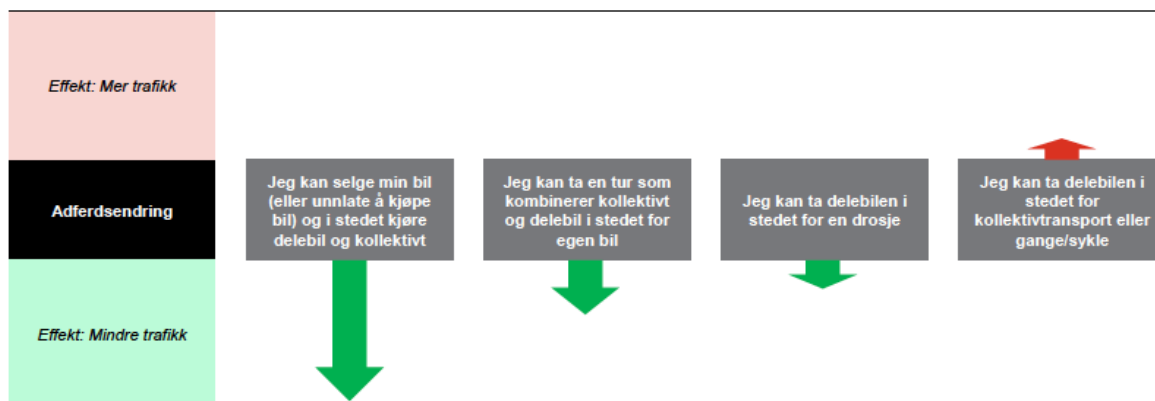 Effekt: Mer trafikk
Adferdsendring
Jeg kan selge min bil
(eller unnlate å kjøpe
bil) og i stedet kjøre
delebil og kollektivt
Jeg kan ta en tur som
kombinerer kollektivt
og delebil i stedet for
egen bil
Jeg kan ta delebilen i
stedet for en drosje
Jeg kan ta delebilen i
stedet for
kollektivtransport eller
gange/sykle
Effekt: Mindre trafikk